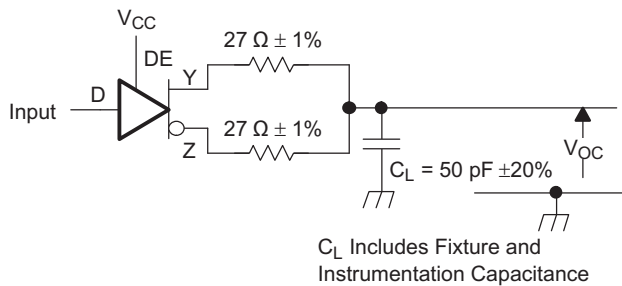 V_CC
DE
27 Ω ± 1%
Y
D
Input
27 Ω ± 1%
Z
V_OC
C_L = 50 pF ±20%
C_L Includes Fixture and
Instrumentation Capacitance